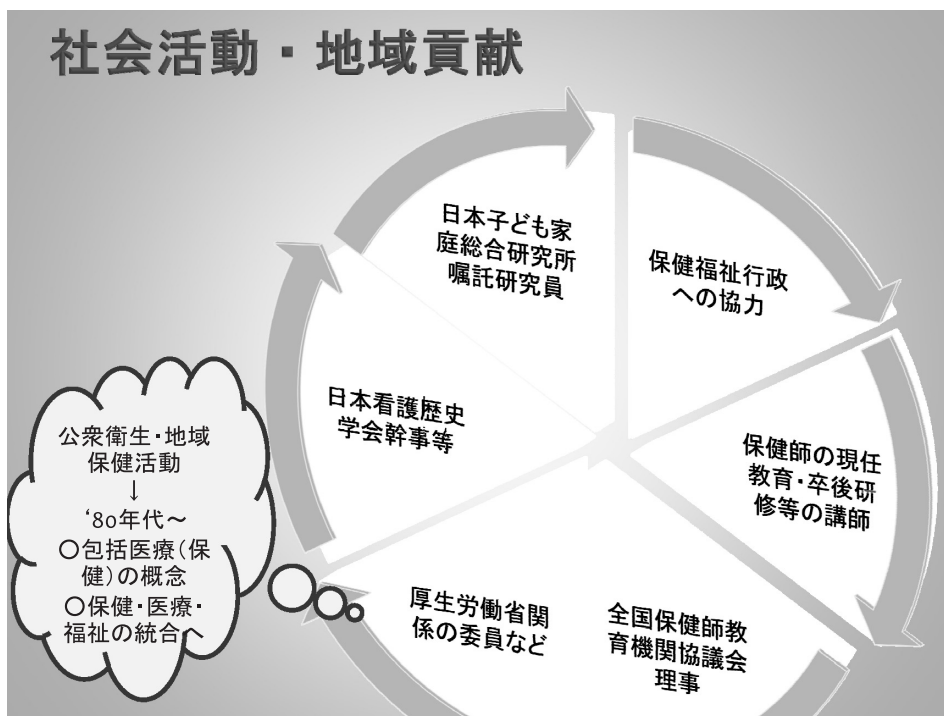 社会活動・地域貢献
日本子ども家
庭総合研究所
嘱託研究員
保健福祉行政
への協力
保健師の現任
教育・卒後研
修等の講師
全国保健師教
育機関協議会
理事
厚生労働省関
係の委員など
日本看護歴史
学会幹事等
公衆衛生・地域
保健活動
↓
‘80年代～
○包括医療（保
健）の概念
○保健・医療・
福祉の統合へ